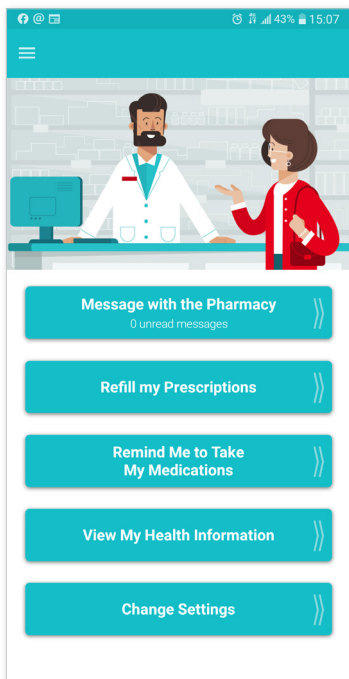 43% 15:07
Message with the Pharmacy
0 unread messages
Refill my Prescriptions
Remind Me to Take
My Medications
View My Health Information
Change Settings